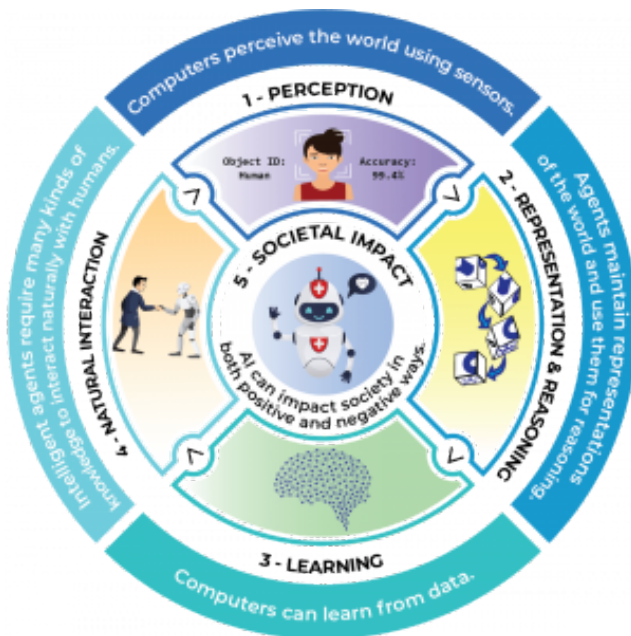 Computers perceive the world using sensors.
1 - PERCEPTION
Object ID:
Human
Accuracy:
99.4%
Agents maintain representations
of the world and use them for reasoning.
2 - REPRESENTATION & REASONING
3 - LEARNING
Computers can learn from data.
Intelligent agents require many kinds of
knowledge to interact naturally with humans.
4 - NATURAL INTERACTION
5 - SOCIETAL IMPACT
AI can impact society in
both positive and negative ways.